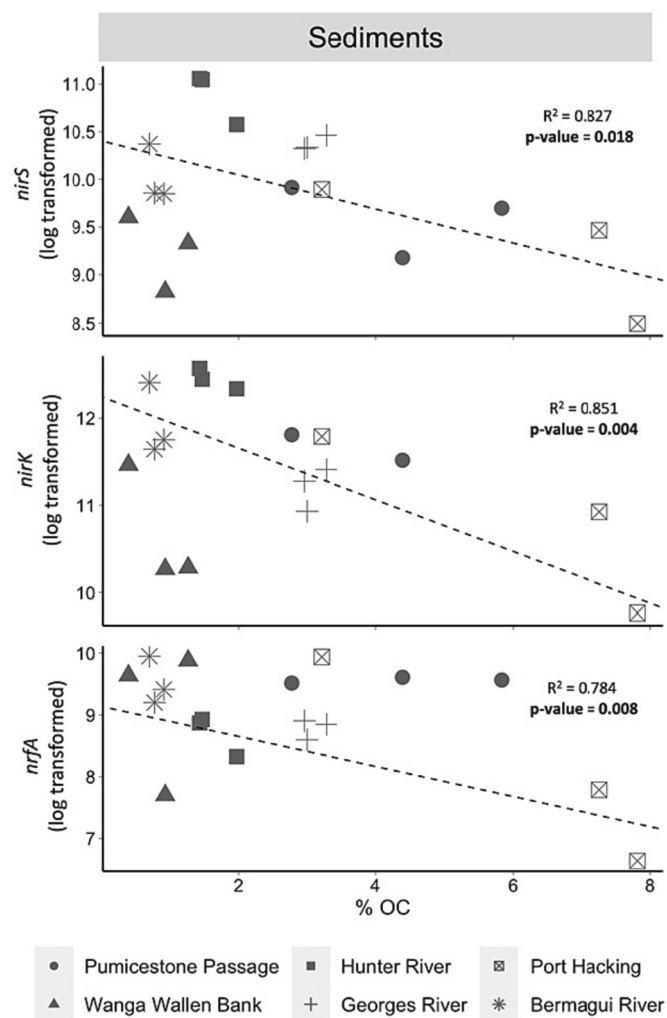 Sediments
nirS
(log transformed)
11.0
10.5
10.0
9.5
9.0
8.5
R² = 0.827
p-value = 0.018
nirK
(log transformed)
12
11
10
R² = 0.851
p-value = 0.004
nrfA
(log transformed)
10
9
8
7
R² = 0.784
p-value = 0.008
2 4 6 8
% OC
Pumicestone Passage Hunter River Port Hacking
Wanga Wallen Bank Georges River Bermagui River